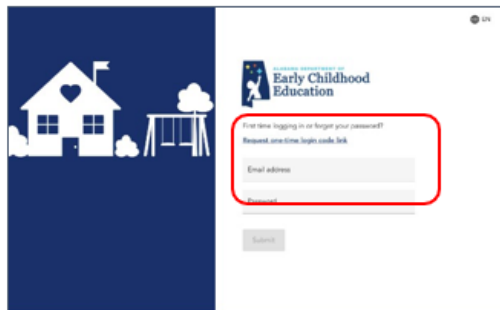 EN
ALABAMA DEPARTMENT OF
Early Childhood
Education
First time logging in or forgot your password?
Request one-time login code link
Email address
Password
Submit